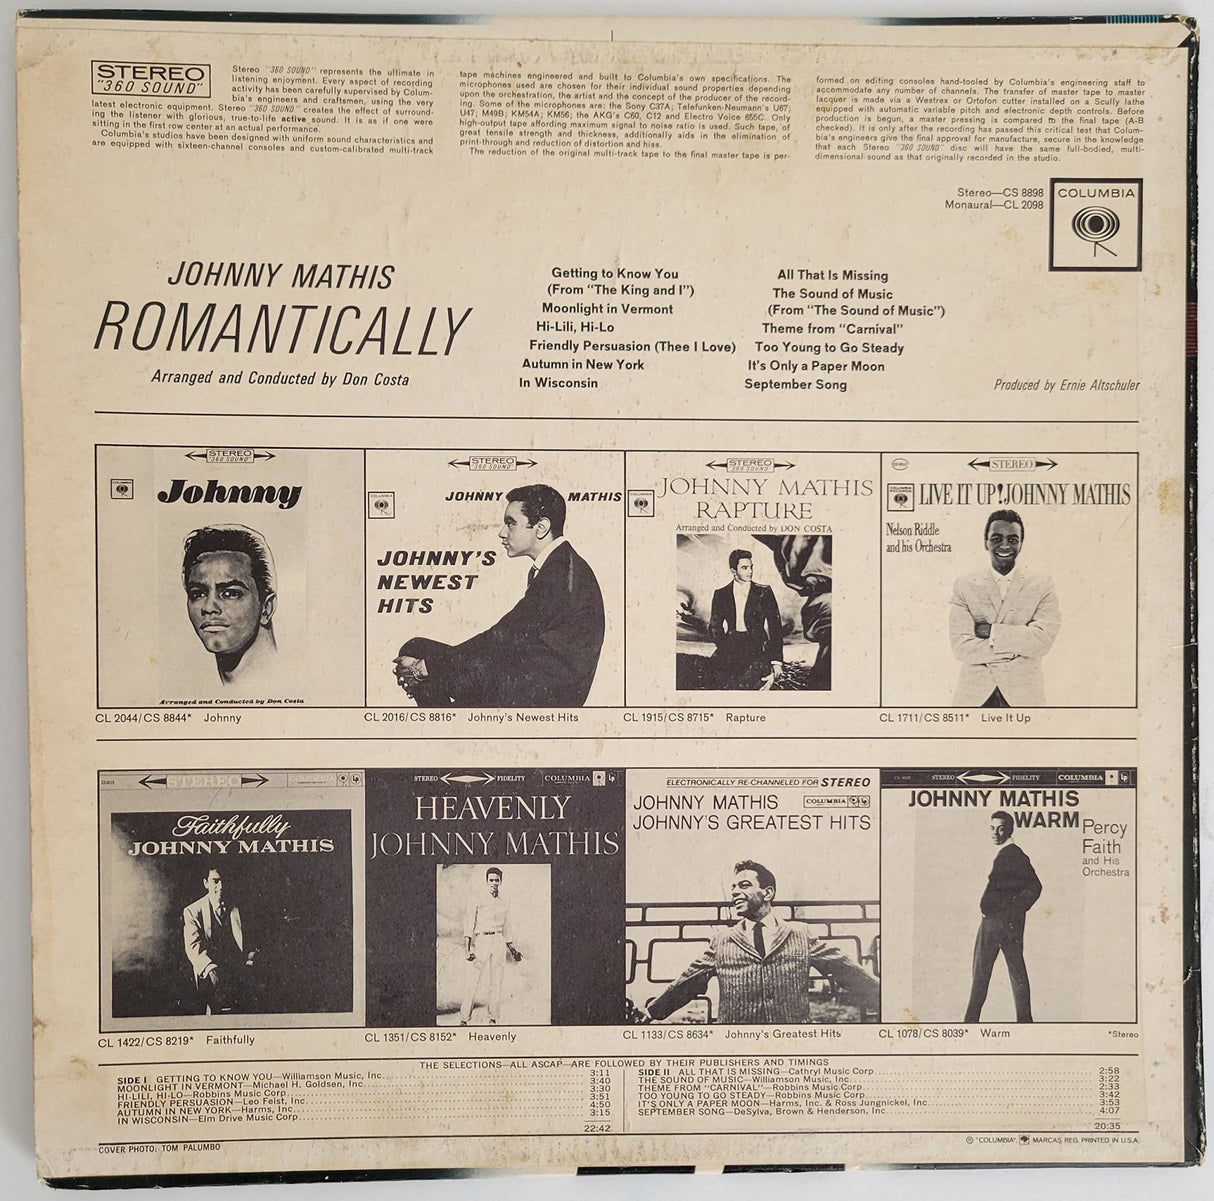 STEREO
"360 SOUND"
Stereo "360 SOUND" represents the ultimate in
listening enjoyment. Every aspect of recording
activity has been carefully supervised by Colum-
bia's engineers and craftsmen, using the very
latest electronic equipment. Stereo "360 SOUND" creates the effect of surround-
ing the listener with glorious, true-to-life active sound. It is as if one were
sitting in the first row center at an actual performance.
Columbia's studios have been designed with uniform sound characteristics and
are equipped with sixteen-channel consoles and custom-calibrated multi-track
tape machines engineered and built to Columbia's own specifications. The
microphones used are chosen for their individual sound properties depending
upon the orchestration, the artist and the concept of the producer of the record-
ing. Some of the microphones are: the Sony C37A; Telefunken-Neumann's U67;
U47; M49B; KM54A; KM56; the AKG's C60, C12 and Electro Voice 655C. Only
high-output tape affording maximum signal to noise ratio is used. Such tape, of
great tensile strength and thickness, additionally aids in the elimination of
print-through and reduction of distortion and hiss.
The reduction of the original multi-track tape to the final master tape is per-
formed on editing consoles hand-tooled by Columbia's engineering staff to
accommodate any number of channels. The transfer of master tape to master
lacquer is made via a Westrex or Ortofon cutter installed on a Scully lathe
equipped with automatic variable pitch and electronic depth controls. Before
production is begun, a master pressing is compared to the final tape (A-B
checked). It is only after the recording has passed this critical test that Colum-
bia's engineers give the final approval for manufacture, secure in the knowledge
that each Stereo "360 SOUND" disc will have the same full-bodied, multi-
dimensional sound as that originally recorded in the studio.
Stereo—CS 8898
Monaural—CL 2098
COLUMBIA
JOHNNY MATHIS
ROMANTICALLY
Arranged and Conducted by Don Costa
Getting to Know You
(From "The King and I")
Moonlight in Vermont
Hi-Lili, Hi-Lo
Friendly Persuasion (Thee I Love)
Autumn in New York
In Wisconsin
All That Is Missing
The Sound of Music
(From "The Sound of Music")
Theme from "Carnival"
Too Young to Go Steady
It's Only a Paper Moon
September Song
Produced by Ernie Altschuler
STEREO
"360 SOUND"
Johnny
Arranged and Conducted by Don Costa
CL 2044/CS 8844* Johnny
STEREO
"360 SOUND"
JOHNNY MATHIS
JOHNNY'S
NEWEST
HITS
CL 2016/CS 8816* Johnny's Newest Hits
STEREO
"360 SOUND"
JOHNNY MATHIS
RAPTURE
Arranged and Conducted by DON COSTA
CL 1915/CS 8715* Rapture
STEREO
LIVE IT UP! JOHNNY MATHIS
Nelson Riddle
and his Orchestra
CL 1711/CS 8511* Live It Up
STEREO
Faithfully
JOHNNY MATHIS
CL 1422/CS 8219* Faithfully
STEREO FIDELITY COLUMBIA
HEAVENLY
JOHNNY MATHIS
CL 1351/CS 8152* Heavenly
ELECTRONICALLY RE-CHANNELED FOR STEREO
JOHNNY MATHIS COLUMBIA
JOHNNY'S GREATEST HITS
CL 1133/CS 8634* Johnny's Greatest Hits
STEREO FIDELITY COLUMBIA
JOHNNY MATHIS
WARM
Percy
Faith
and His
Orchestra
CL 1078/CS 8039* Warm
*Stereo
THE SELECTIONS—ALL ASCAP—ARE FOLLOWED BY THEIR PUBLISHERS AND TIMINGS
SIDE I GETTING TO KNOW YOU—Williamson Music, Inc. 3:11
MOONLIGHT IN VERMONT—Michael H. Goldsen, Inc. 3:40
HI-LILI, HI-LO—Robbins Music Corp. 3:30
FRIENDLY PERSUASION—Leo Feist, Inc. 3:51
AUTUMN IN NEW YORK—Harms, Inc. 4:50
IN WISCONSIN—Elm Drive Music Corp. 3:15
22:42
SIDE II ALL THAT IS MISSING—Cathryl Music Corp. 2:58
THE SOUND OF MUSIC—Williamson Music, Inc. 3:22
THEME FROM "CARNIVAL"—Robbins Music Corp. 2:33
TOO YOUNG TO GO STEADY—Robbins Music Corp. 3:42
IT'S ONLY A PAPER MOON—Harms, Inc. & Ross Jungnickel, Inc. 3:53
SEPTEMBER SONG—DeSylva, Brown & Henderson, Inc. 4:07
20:35
COVER PHOTO: TOM PALUMBO
℗ "COLUMBIA", MARCAS REG. PRINTED IN U.S.A.